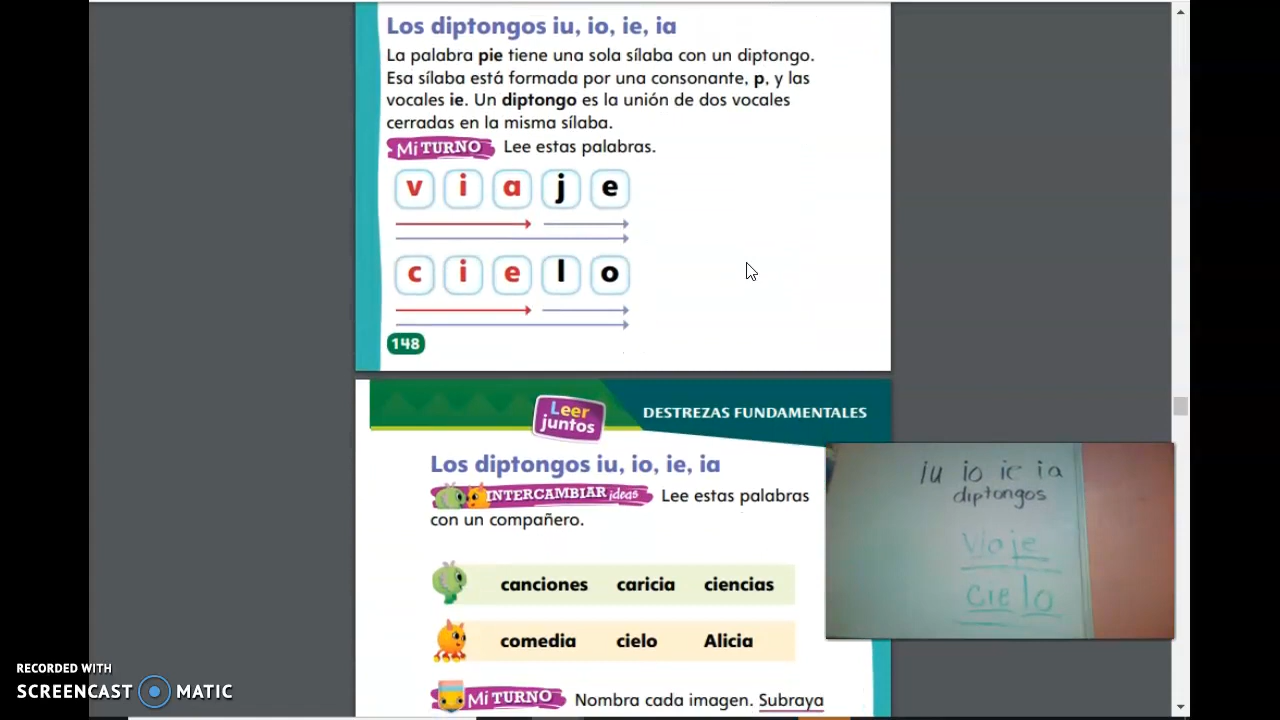 Los diptongos iu, io, ie, ia
La palabra pie tiene una sola sílaba con un diptongo.
Esa sílaba está formada por una consonante, p, y las
vocales ie. Un diptongo es la unión de dos vocales
cerradas en la misma sílaba.
Mi TURNO Lee estas palabras.
v i a j e
c i e l o
148
Leer
juntos
DESTREZAS FUNDAMENTALES
Los diptongos iu, io, ie, ia
INTERCAMBIAR ideas Lee estas palabras
con un compañero.
canciones caricia ciencias
comedia cielo Alicia
Mi TURNO Nombra cada imagen. Subraya
iu io ie ia
diptongos
viaje
cielo
RECORDED WITH
SCREENCAST MATIC